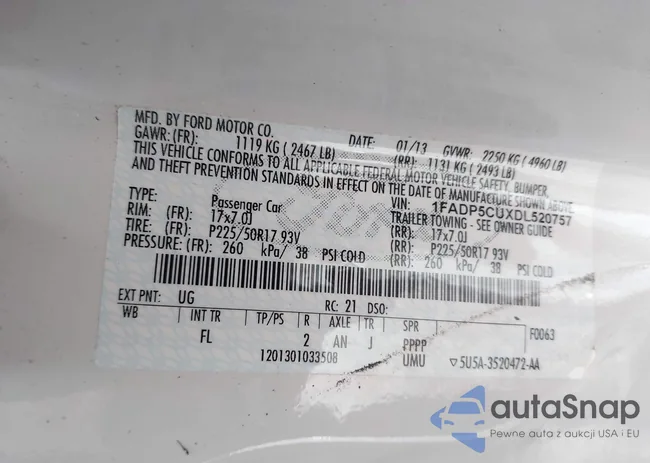 MFD. BY FORD MOTOR CO.
DATE: 01/13 GVWR: 2250 KG ( 4960 LB)
GAWR: (FR): 1119 KG ( 2467 LB) (RR): 1131 KG ( 2493 LB)
THIS VEHICLE CONFORMS TO ALL APPLICABLE FEDERAL MOTOR VEHICLE SAFETY, BUMPER,
AND THEFT PREVENTION STANDARDS IN EFFECT ON THE DATE OF MANUFACTURE SHOWN ABOVE.
VIN: 1FADP5CUXDL520757
TYPE: Passenger Car TRAILER TOWING - SEE OWNER GUIDE
RIM: (FR) 17x7.0J (RR): 17x7.0J
TIRE: (FR) P225/50R17 93V (RR): P225/50R17 93V
PRESSURE: (FR) 260 kPa/ 38 PSI COLD (RR): 260 kPa/ 38 PSI COLD
EXT PNT: UG RC: 21 DSO: F0063
WB INT TR TP/PS R AXLE TR SPR
FL 2 AN J PPPP
1201301033508 UMU ▽5U5A-3520472-AA
autaSnap
Pewne auta z aukcji USA i EU